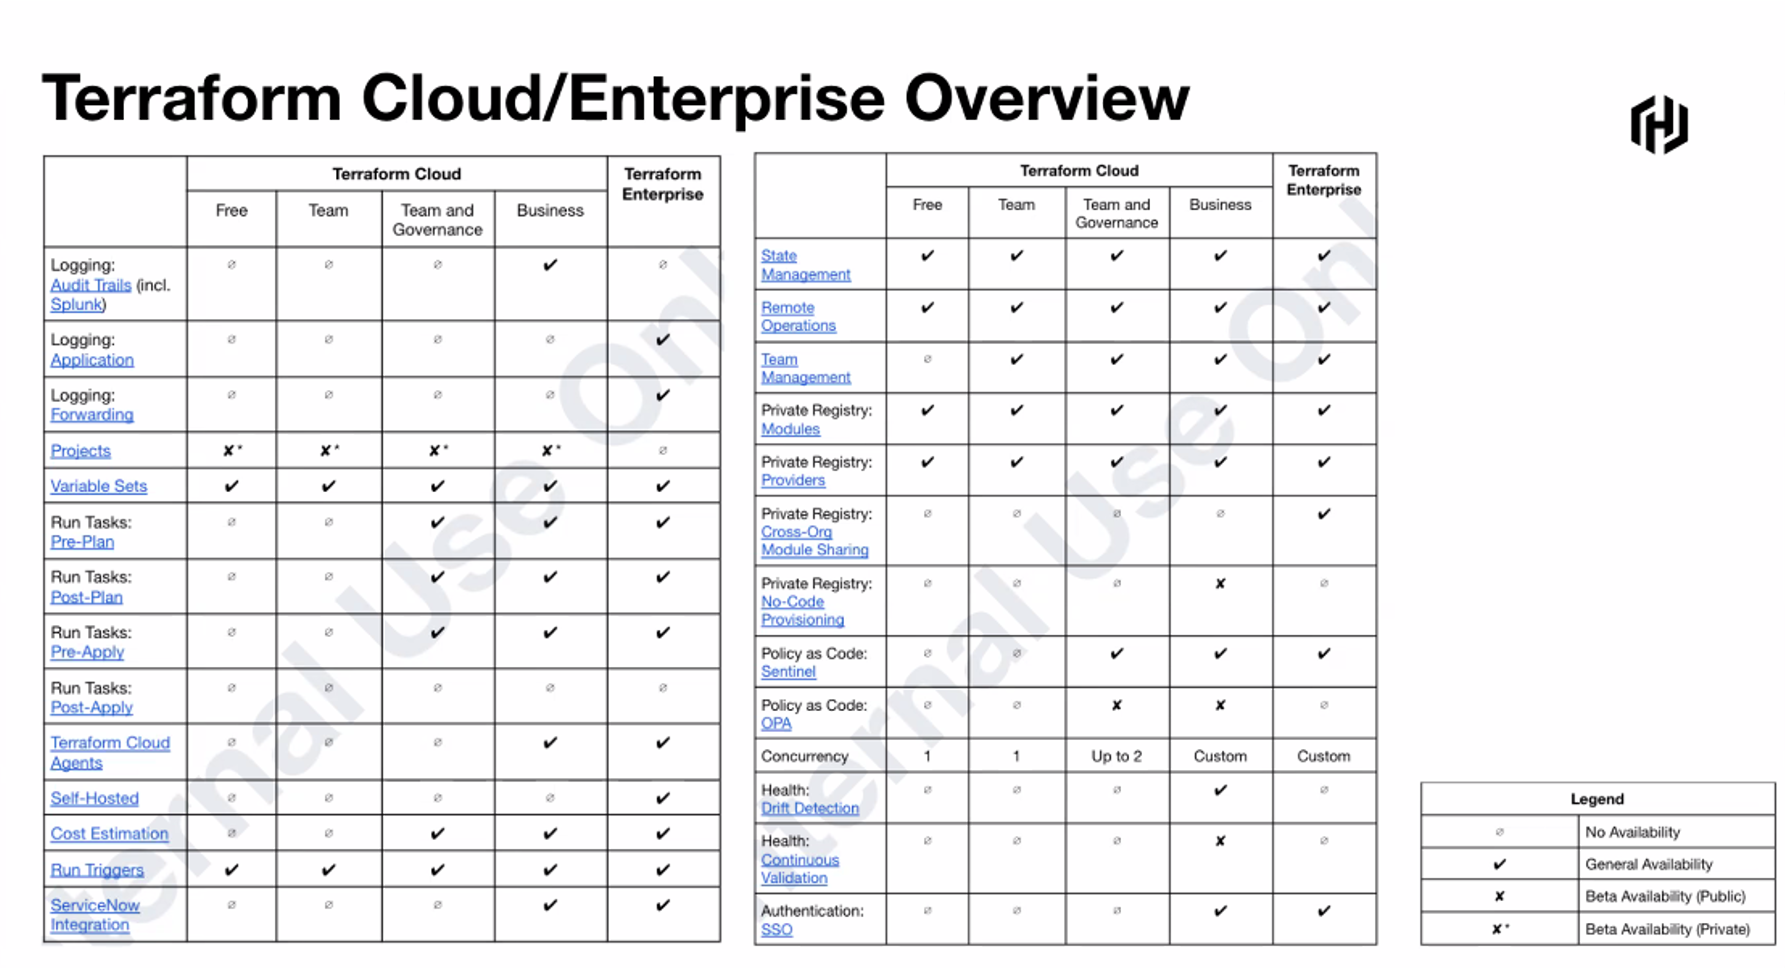 Terraform Cloud/Enterprise Overview
Terraform Cloud
Terraform
Enterprise
Free
Team
Team and
Governance
Business
Logging:
Audit Trails (incl.
Splunk)
∅ ∅ ∅ ✔ ∅
Logging:
Application
∅ ∅ ∅ ∅ ✔
Logging:
Forwarding
∅ ∅ ∅ ∅ ✔
Projects ✘* ✘* ✘* ✘* ∅
Variable Sets ✔ ✔ ✔ ✔ ✔
Run Tasks:
Pre-Plan
∅ ∅ ✔ ✔ ✔
Run Tasks:
Post-Plan
∅ ∅ ✔ ✔ ✔
Run Tasks:
Pre-Apply
∅ ∅ ✔ ✔ ✔
Run Tasks:
Post-Apply
∅ ∅ ∅ ∅ ∅
Terraform Cloud
Agents
∅ ∅ ∅ ✔ ✔
Self-Hosted ∅ ∅ ∅ ∅ ✔
Cost Estimation ∅ ∅ ✔ ✔ ✔
Run Triggers ✔ ✔ ✔ ✔ ✔
ServiceNow
Integration
∅ ∅ ∅ ✔ ✔
Terraform Cloud
Terraform
Enterprise
Free
Team
Team and
Governance
Business
State
Management
✔ ✔ ✔ ✔ ✔
Remote
Operations
✔ ✔ ✔ ✔ ✔
Team
Management
∅ ✔ ✔ ✔ ✔
Private Registry:
Modules
✔ ✔ ✔ ✔ ✔
Private Registry:
Providers
✔ ✔ ✔ ✔ ✔
Private Registry:
Cross-Org
Module Sharing
∅ ∅ ∅ ∅ ✔
Private Registry:
No-Code
Provisioning
∅ ∅ ∅ ✘ ∅
Policy as Code:
Sentinel
∅ ∅ ✔ ✔ ✔
Policy as Code:
OPA
∅ ∅ ✘ ✘ ∅
Concurrency 1 1 Up to 2 Custom Custom
Health:
Drift Detection
∅ ∅ ∅ ✔ ∅
Health:
Continuous
Validation
∅ ∅ ∅ ✘ ∅
Authentication:
SSO
∅ ∅ ∅ ✔ ✔
Legend
∅ No Availability
✔ General Availability
✘ Beta Availability (Public)
✘* Beta Availability (Private)
ternal Use Onl
nternal Use Onl